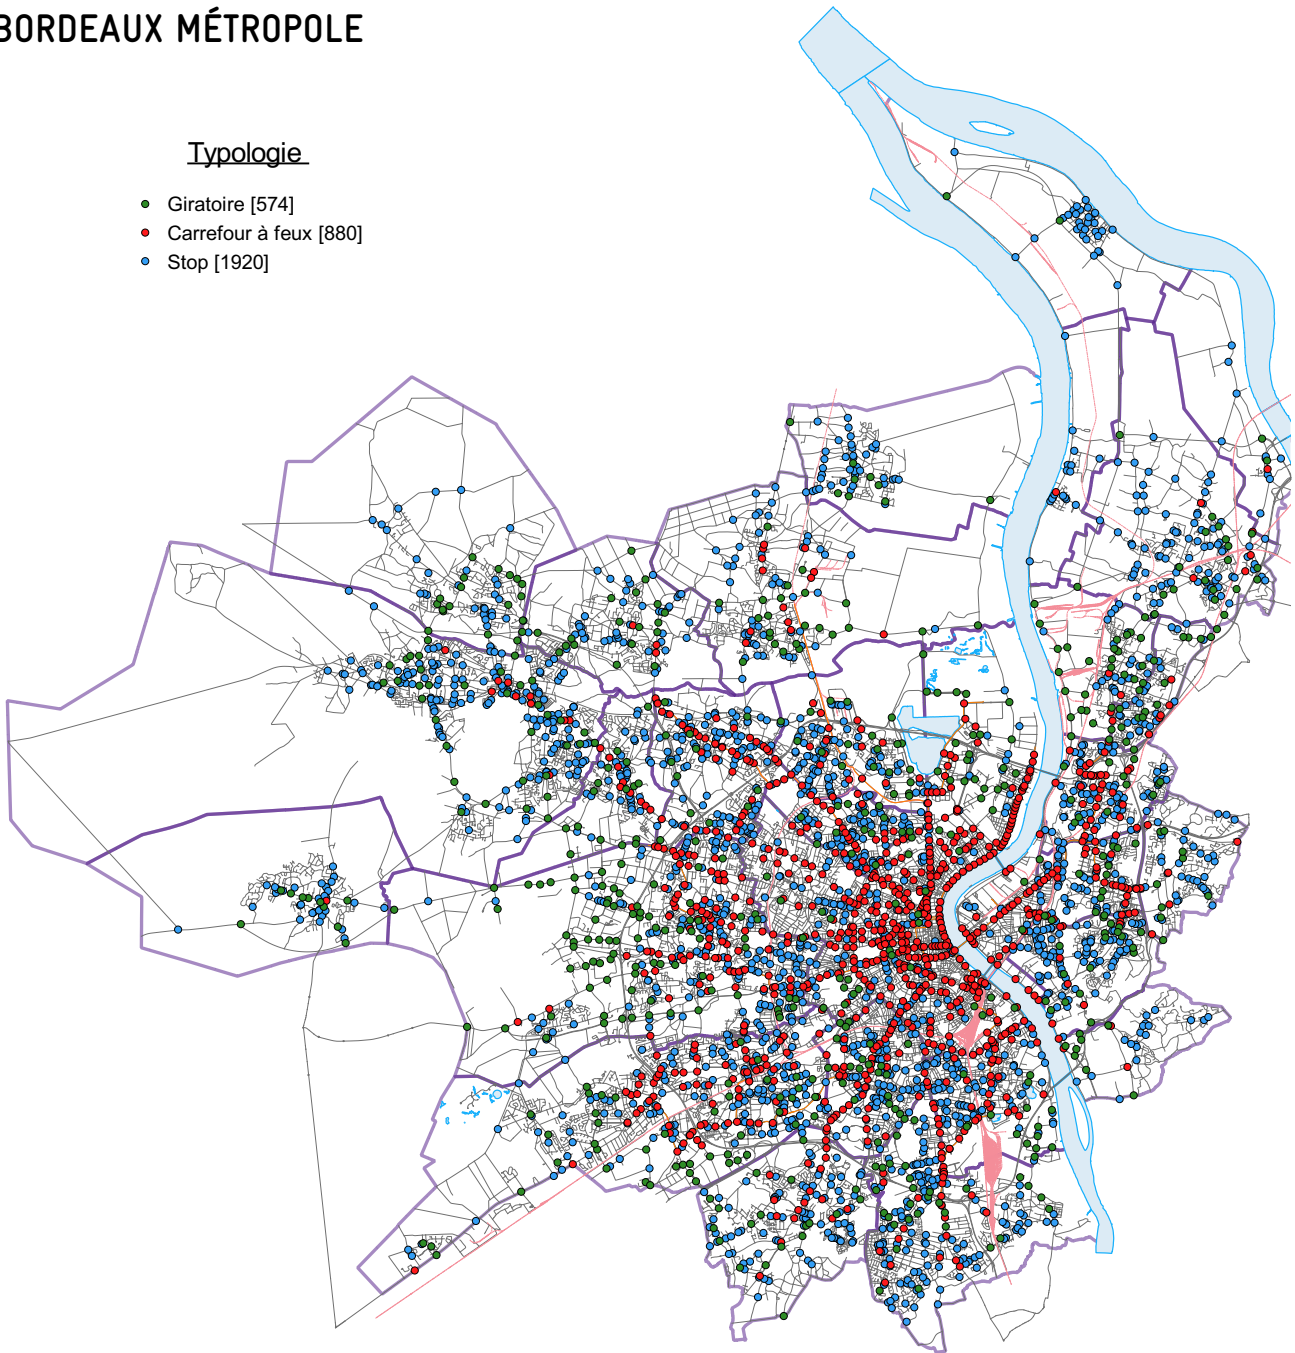 BORDEAUX MÉTROPOLE
Typologie
Giratoire [574]
Carrefour à feux [880]
Stop [1920]